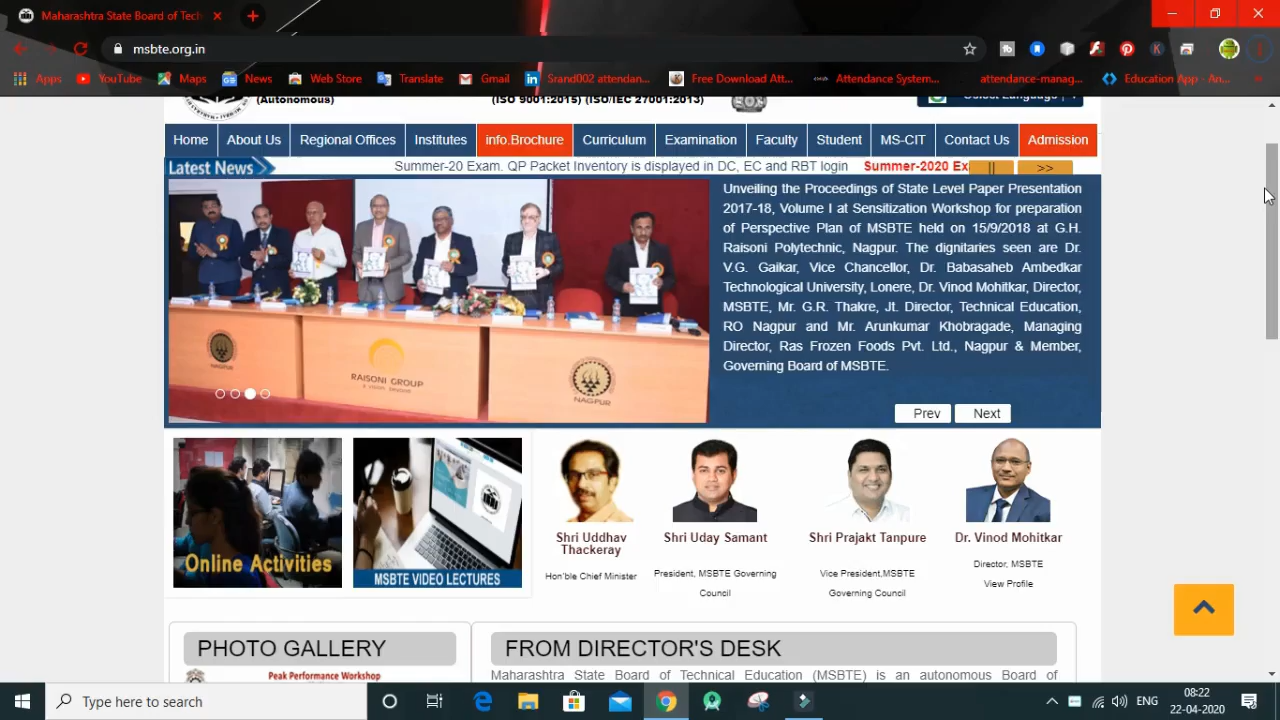 Maharashtra State Board of Tech
msbte.org.in
Apps
YouTube
Maps
News
Web Store
Translate
Gmail
Srand002 attendan...
Free Download Att...
Attendance System...
attendance-manag...
Education App - An...
(Autonomous)
(ISO 9001:2015) (ISO/IEC 27001:2013)
Select Language
Home
About Us
Regional Offices
Institutes
info.Brochure
Curriculum
Examination
Faculty
Student
MS-CIT
Contact Us
Admission
Latest News
Summer-20 Exam. QP Packet Inventory is displayed in DC, EC and RBT login
Summer-2020 Ex
||
>>
Unveiling the Proceedings of State Level Paper Presentation
2017-18, Volume I at Sensitization Workshop for preparation
of Perspective Plan of MSBTE held on 15/9/2018 at G.H.
Raisoni Polytechnic, Nagpur. The dignitaries seen are Dr.
V.G. Gaikar, Vice Chancellor, Dr. Babasaheb Ambedkar
Technological University, Lonere, Dr. Vinod Mohitkar, Director,
MSBTE, Mr. G.R. Thakre, Jt. Director, Technical Education,
RO Nagpur and Mr. Arunkumar Khobragade, Managing
Director, Ras Frozen Foods Pvt. Ltd., Nagpur & Member,
Governing Board of MSBTE.
RAISONI GROUP
NAGPUR
Prev
Next
Online Activities
MSBTE VIDEO LECTURES
Shri Uddhav
Thackeray
Hon'ble Chief Minister
Shri Uday Samant
President, MSBTE Governing
Council
Shri Prajakt Tanpure
Vice President,MSBTE
Governing Council
Dr. Vinod Mohitkar
Director, MSBTE
View Profile
PHOTO GALLERY
Peak Performance Workshop
FROM DIRECTOR'S DESK
Maharashtra State Board of Technical Education (MSBTE) is an autonomous Board of
Type here to search
ENG
08:22
22-04-2020